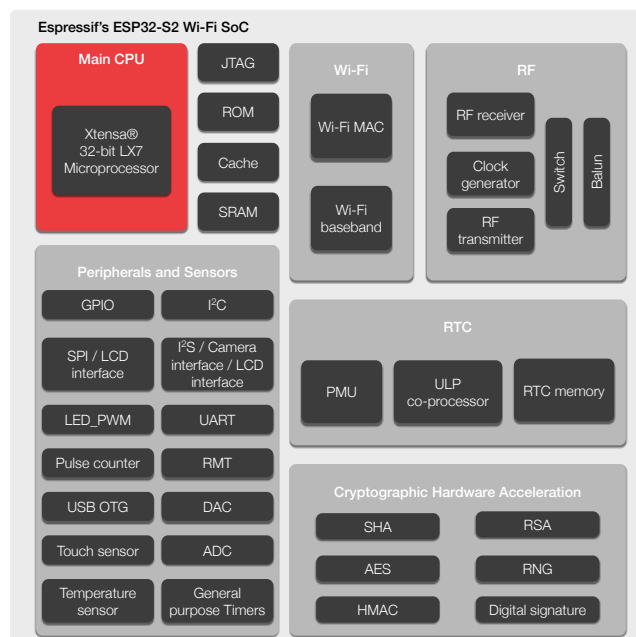 Espressif's ESP32-S2 Wi-Fi SoC
Main CPU
Xtensa®
32-bit LX7
Microprocessor
JTAG
ROM
Cache
SRAM
Wi-Fi
Wi-Fi MAC
Wi-Fi
baseband
RF
RF receiver
Clock
generator
RF
transmitter
Switch
Balun
Peripherals and Sensors
GPIO
I²C
SPI / LCD
interface
I²S / Camera
interface / LCD
interface
LED_PWM
UART
Pulse counter
RMT
USB OTG
DAC
Touch sensor
ADC
Temperature
sensor
General
purpose Timers
RTC
PMU
ULP
co-processor
RTC memory
Cryptographic Hardware Acceleration
SHA
RSA
AES
RNG
HMAC
Digital signature